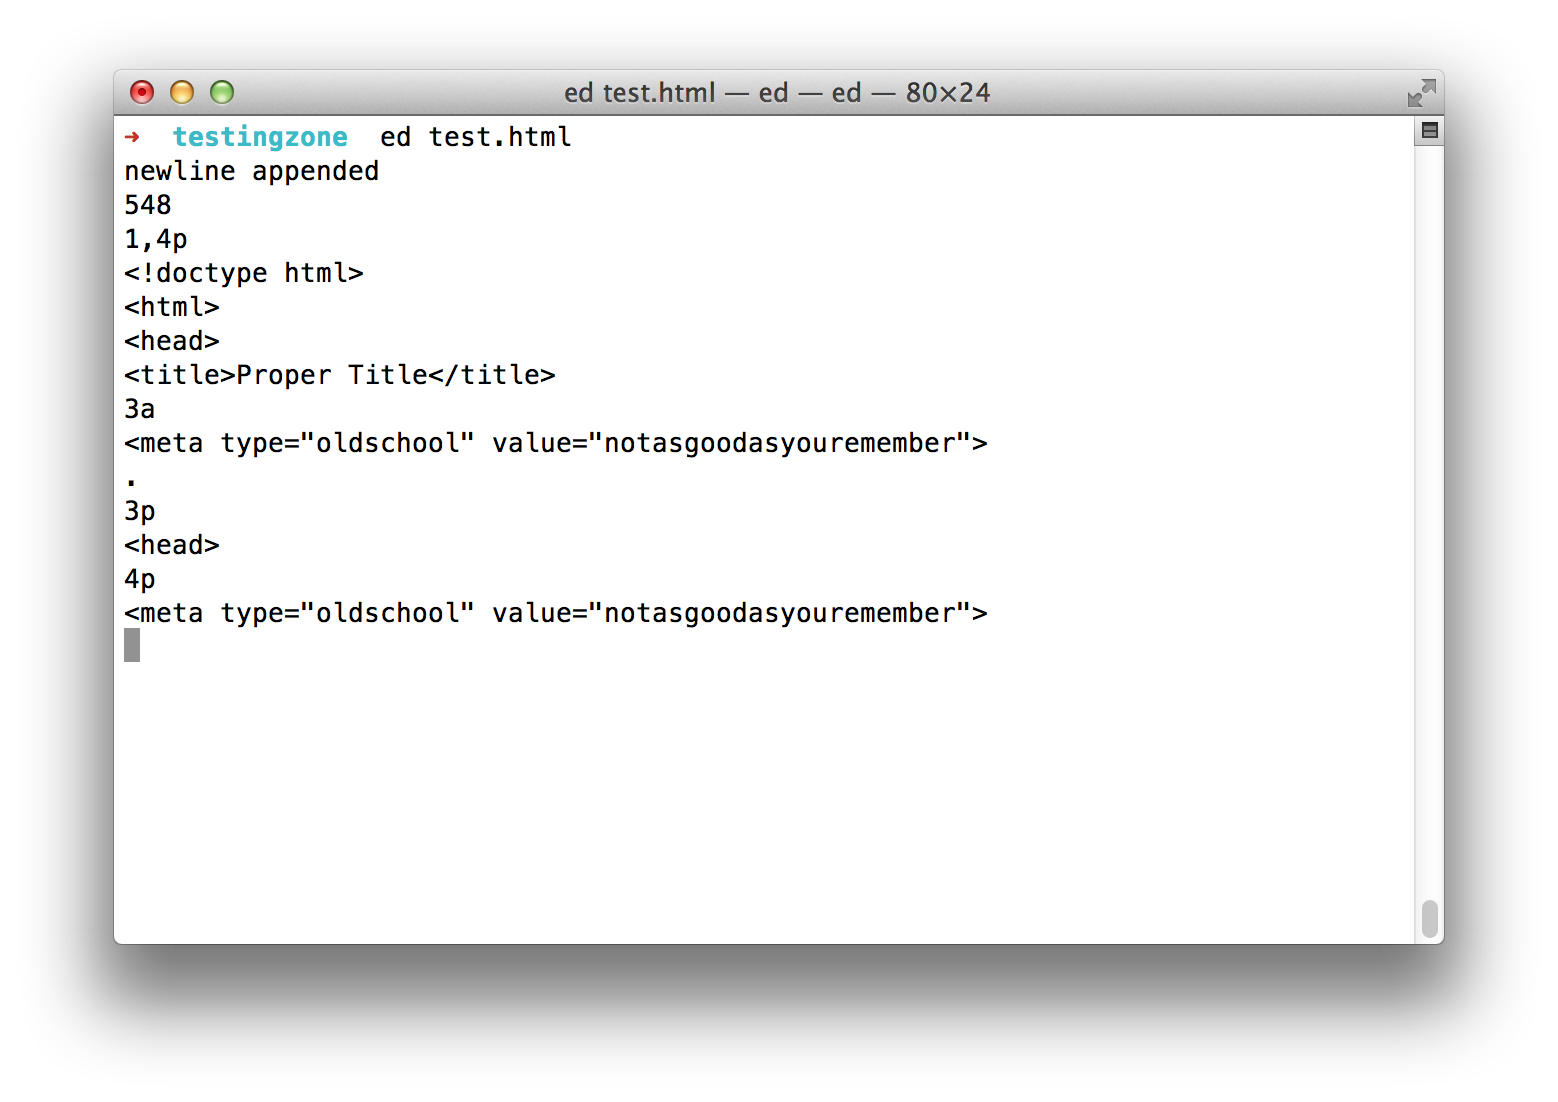 ed test.html — ed — ed — 80×24
➜  testingzone  ed test.html
newline appended
548
1,4p
<!doctype html>
<html>
<head>
<title>Proper Title</title>
3a
<meta type="oldschool" value="notasgoodasyouremember">
.
3p
<head>
4p
<meta type="oldschool" value="notasgoodasyouremember">